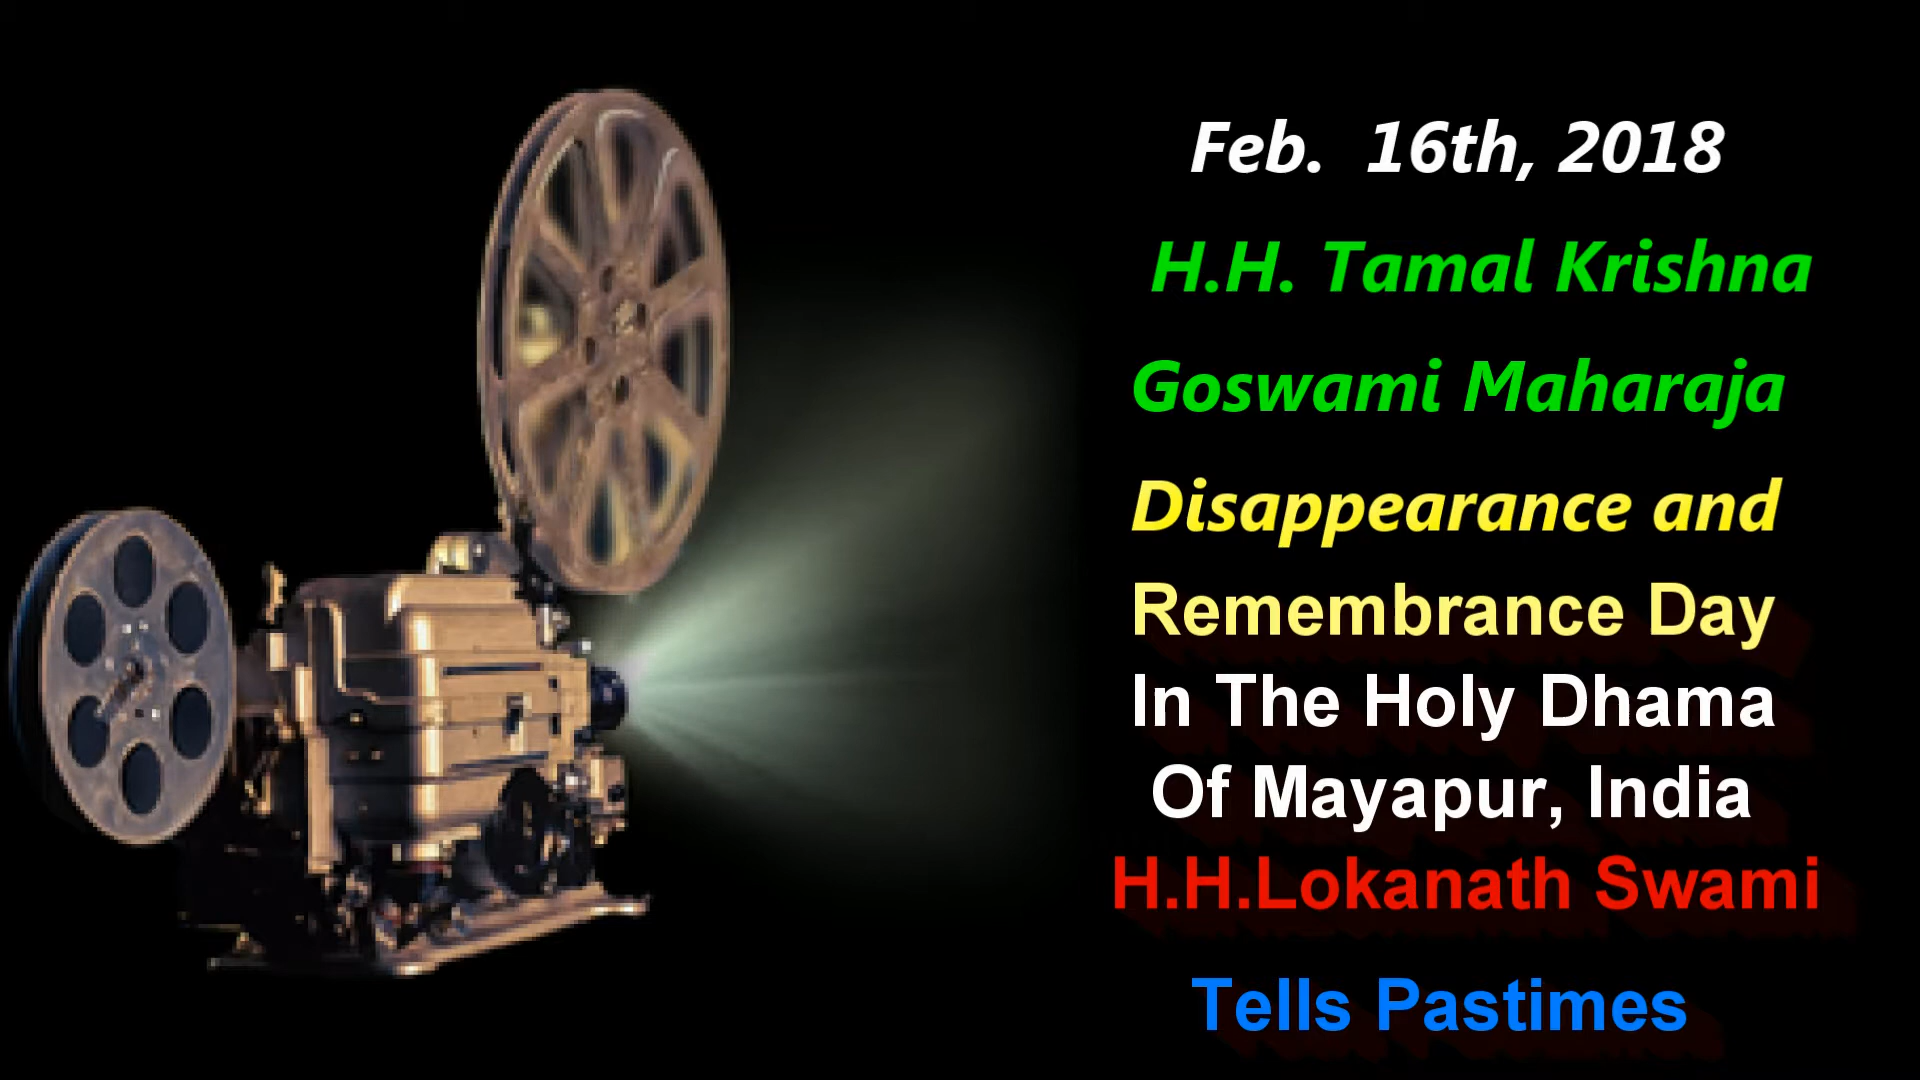 Feb. 16th, 2018
H.H. Tamal Krishna
Goswami Maharaja
Disappearance and
Remembrance Day
In The Holy Dhama
Of Mayapur, India
H.H.Lokanath Swami
Tells Pastimes